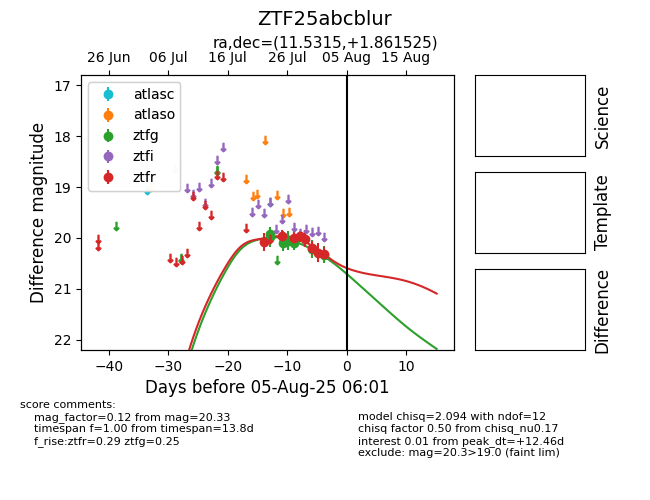 ZTF25abcblur
ra,dec=(11.5315,+1.861525)
26 Jun 06 Jul 16 Jul 26 Jul 05 Aug 15 Aug
17
18
19
20
21
22
Difference magnitude
atlasc
atlaso
ztfg
ztfi
ztfr
−40 −30 −20 −10 0 10
Days before 05-Aug-25 06:01
Science
Template
Difference
score comments:
mag_factor=0.12 from mag=20.33
timespan f=1.00 from timespan=13.8d
f_rise:ztfr=0.29 ztfg=0.25
model chisq=2.094 with ndof=12
chisq factor 0.50 from chisq_nu0.17
interest 0.01 from peak_dt=+12.46d
exclude: mag=20.3>19.0 (faint lim)